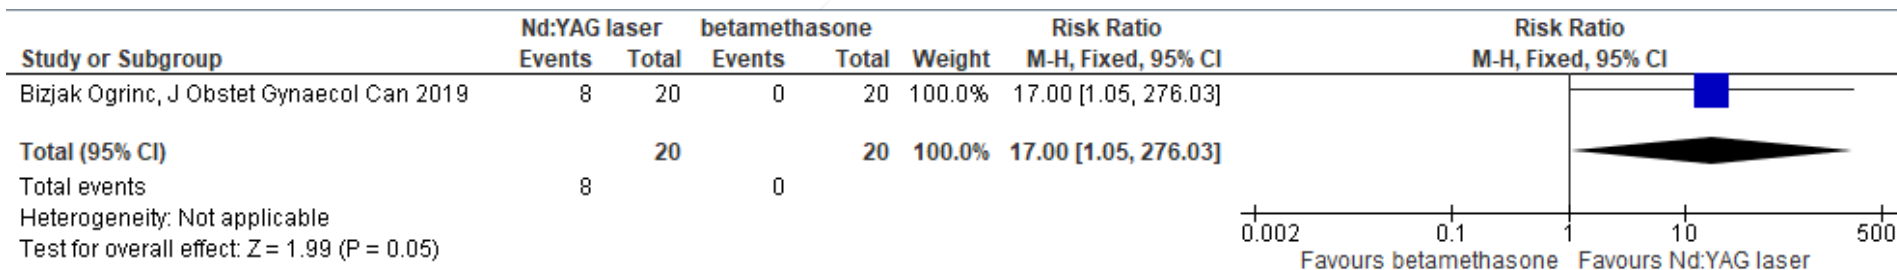 Nd:YAG laser betamethasone Risk Ratio Risk Ratio
Study or Subgroup Events Total Events Total Weight M-H, Fixed, 95% CI M-H, Fixed, 95% CI
Bizjak Ogrinc, J Obstet Gynaecol Can 2019 8 20 0 20 100.0% 17.00 [1.05, 276.03]
Total (95% CI) 20 20 100.0% 17.00 [1.05, 276.03]
Total events 8 0
Heterogeneity: Not applicable
Test for overall effect: Z = 1.99 (P = 0.05)
0.002 0.1 1 10 500
Favours betamethasone Favours Nd:YAG laser